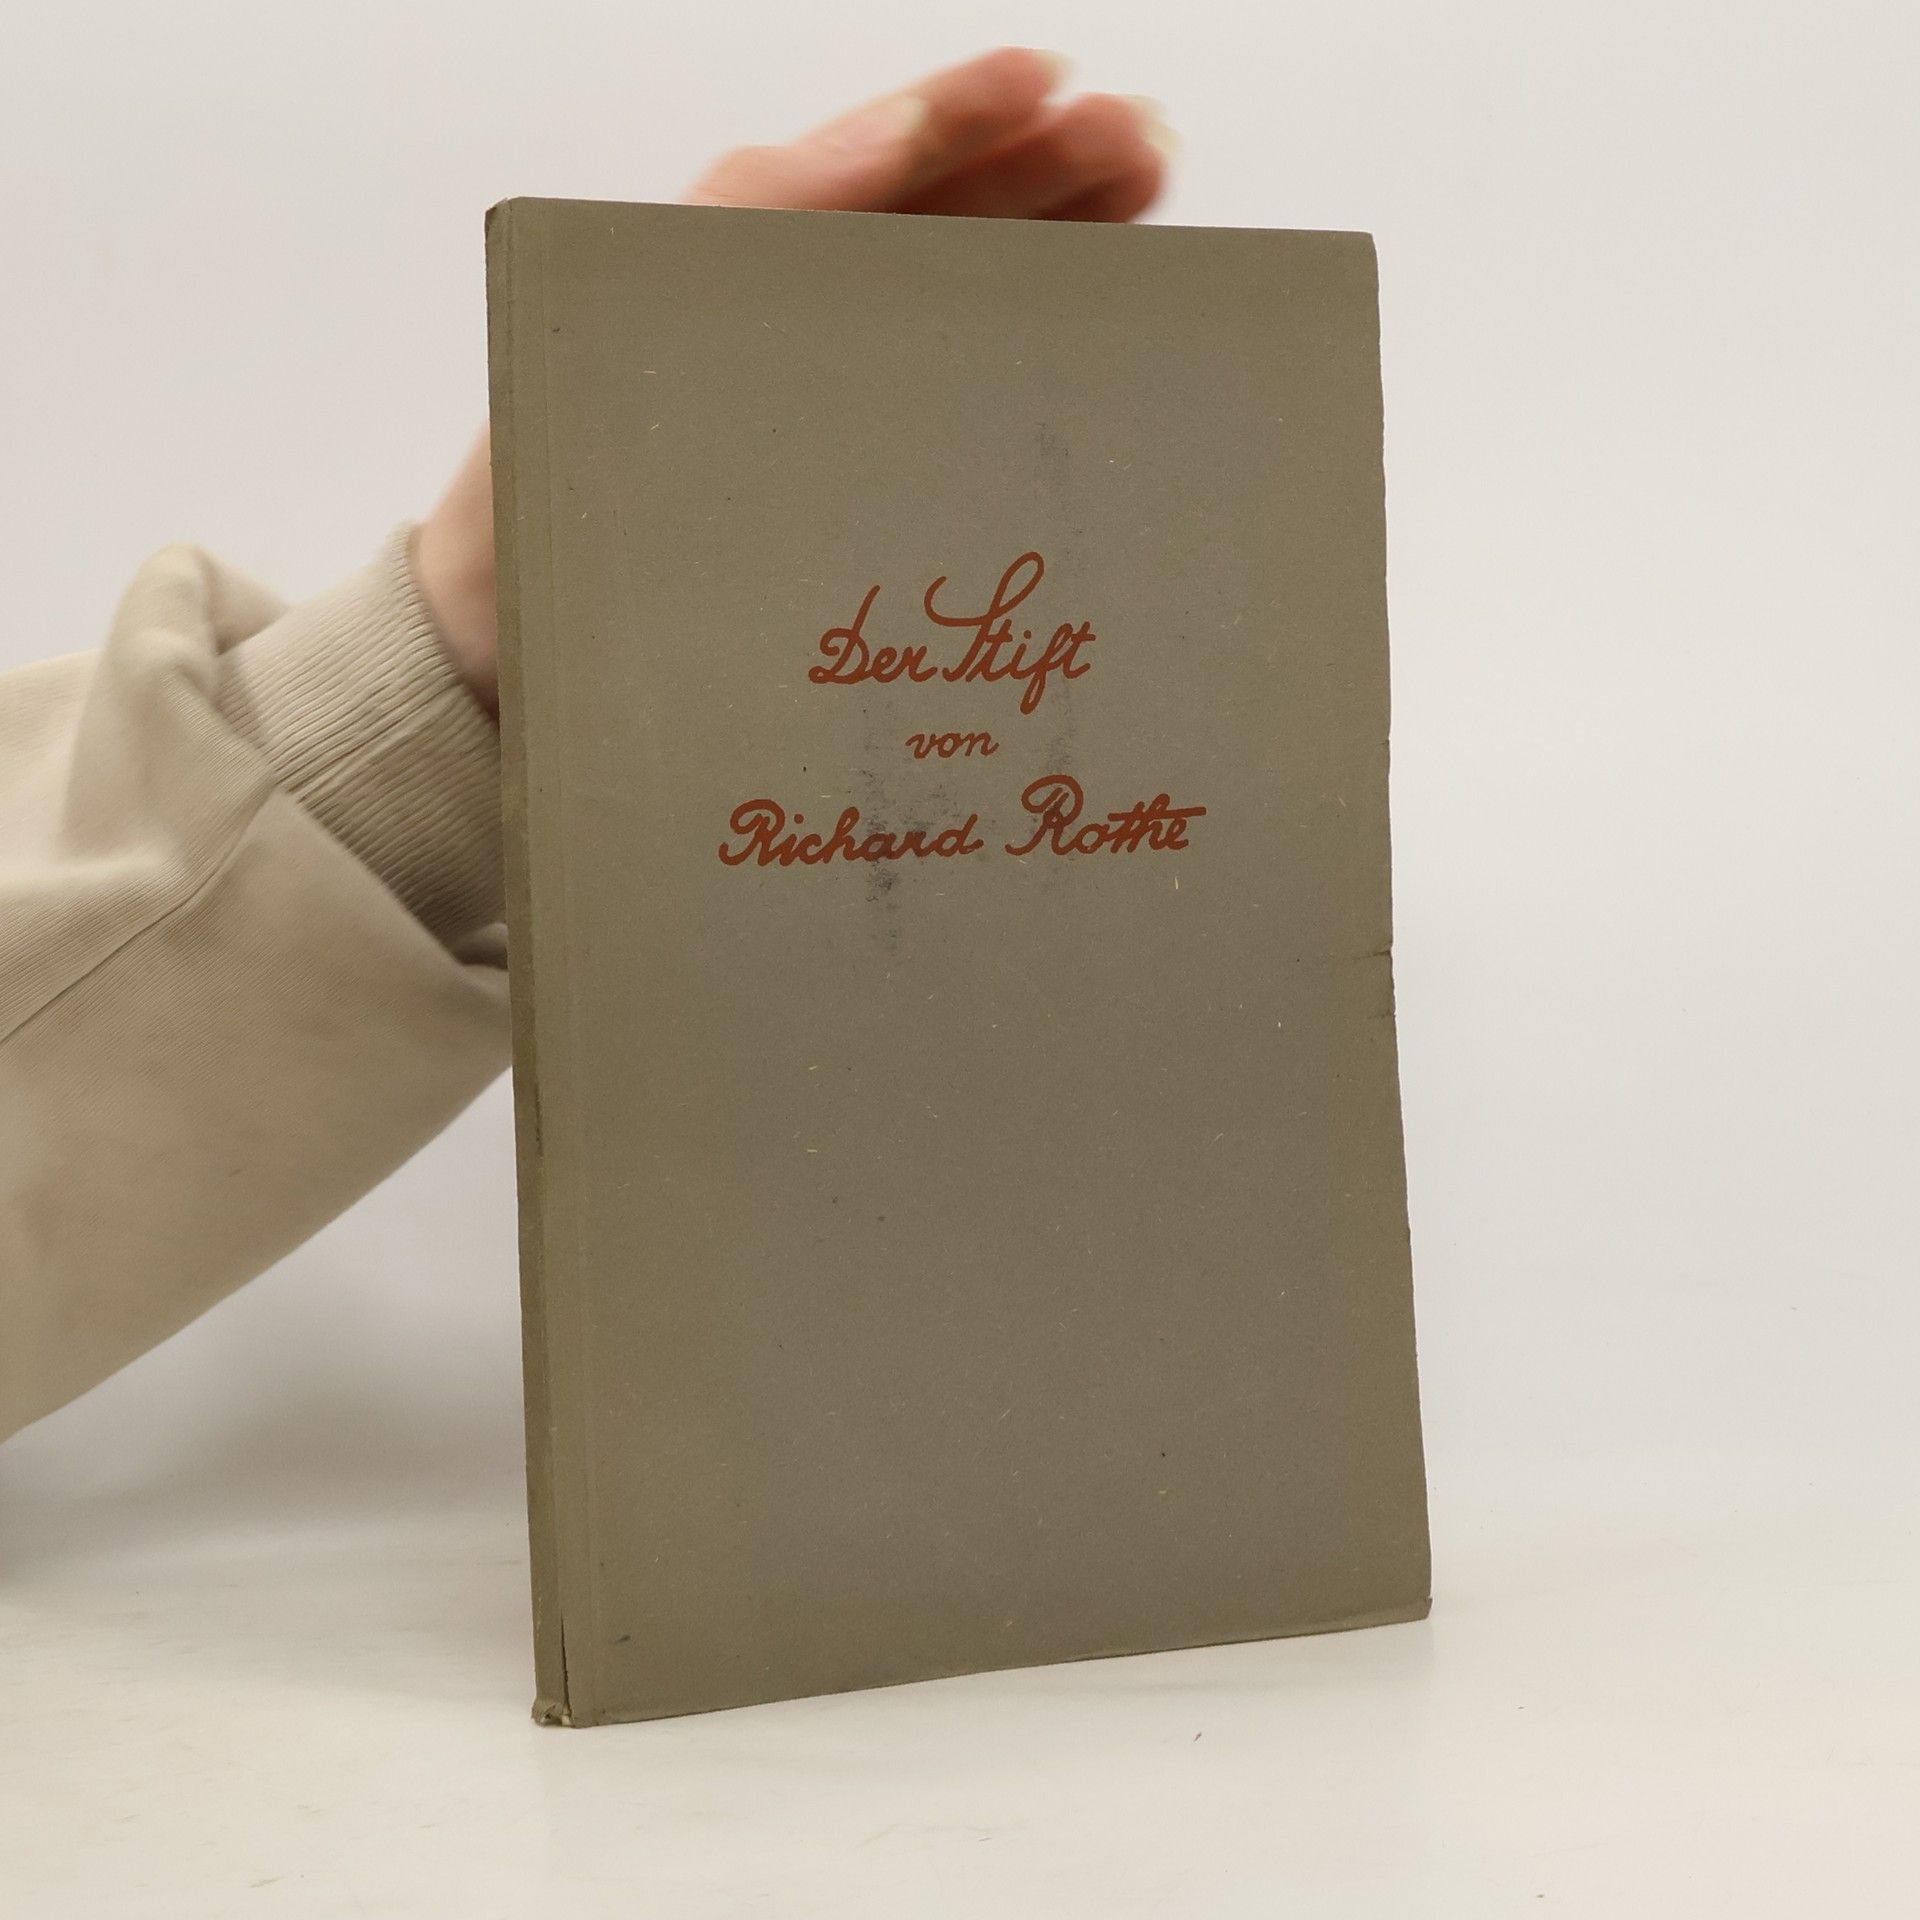 Der Stift
von
Richard Rothe